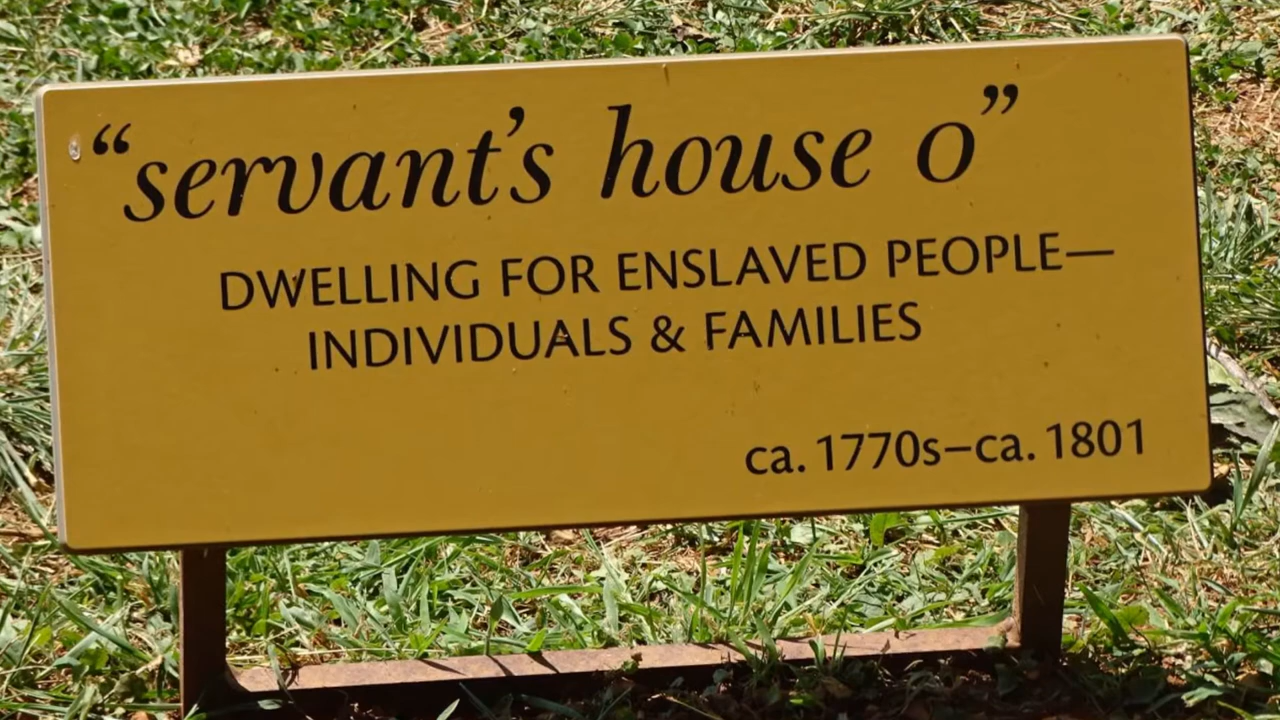 “servant’s house o”
DWELLING FOR ENSLAVED PEOPLE—
INDIVIDUALS & FAMILIES
ca. 1770s–ca. 1801